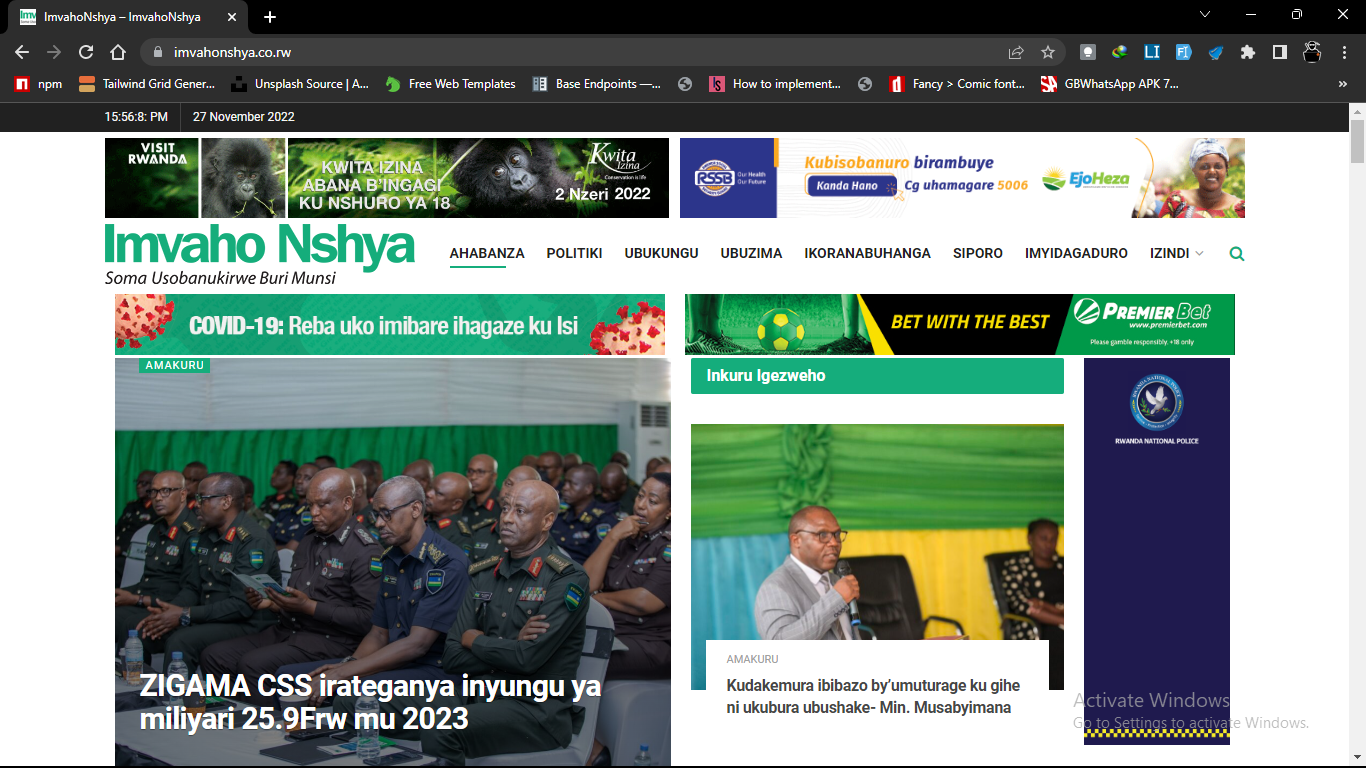 ImvahoNshya – ImvahoNshya
imvahonshya.co.rw
npm
Tailwind Grid Gener...
Unsplash Source | A...
Free Web Templates
Base Endpoints —...
How to implement...
Fancy > Comic font...
GBWhatsApp APK 7...
15:56:8: PM
27 November 2022
VISIT
RWANDA
KWITA IZINA
ABANA B'INGAGI
KU NSHURO YA 18
Kwita
Izina
Conservation is life
2 Nzeri 2022
RSSB
Our Health
Our Future
Kubisobanuro birambuye
Kanda Hano
Cg uhamagare 5006
EjoHeza
Imvaho Nshya
Soma Usobanukirwe Buri Munsi
AHABANZA
POLITIKI
UBUKUNGU
UBUZIMA
IKORANABUHANGA
SIPORO
IMYIDAGADURO
IZINDI
COVID-19: Reba uko imibare ihagaze ku Isi
BET WITH THE BEST
PREMIER Bet
www.premierbet.com
Please gamble responsibly. +18 only
AMAKURU
ZIGAMA CSS irateganya inyungu ya
miliyari 25.9Frw mu 2023
Inkuru Igezweho
AMAKURU
Kudakemura ibibazo by’umuturage ku gihe
ni ukubura ubushake- Min. Musabyimana
RWANDA NATIONAL POLICE
Activate Windows
Go to Settings to activate Windows.